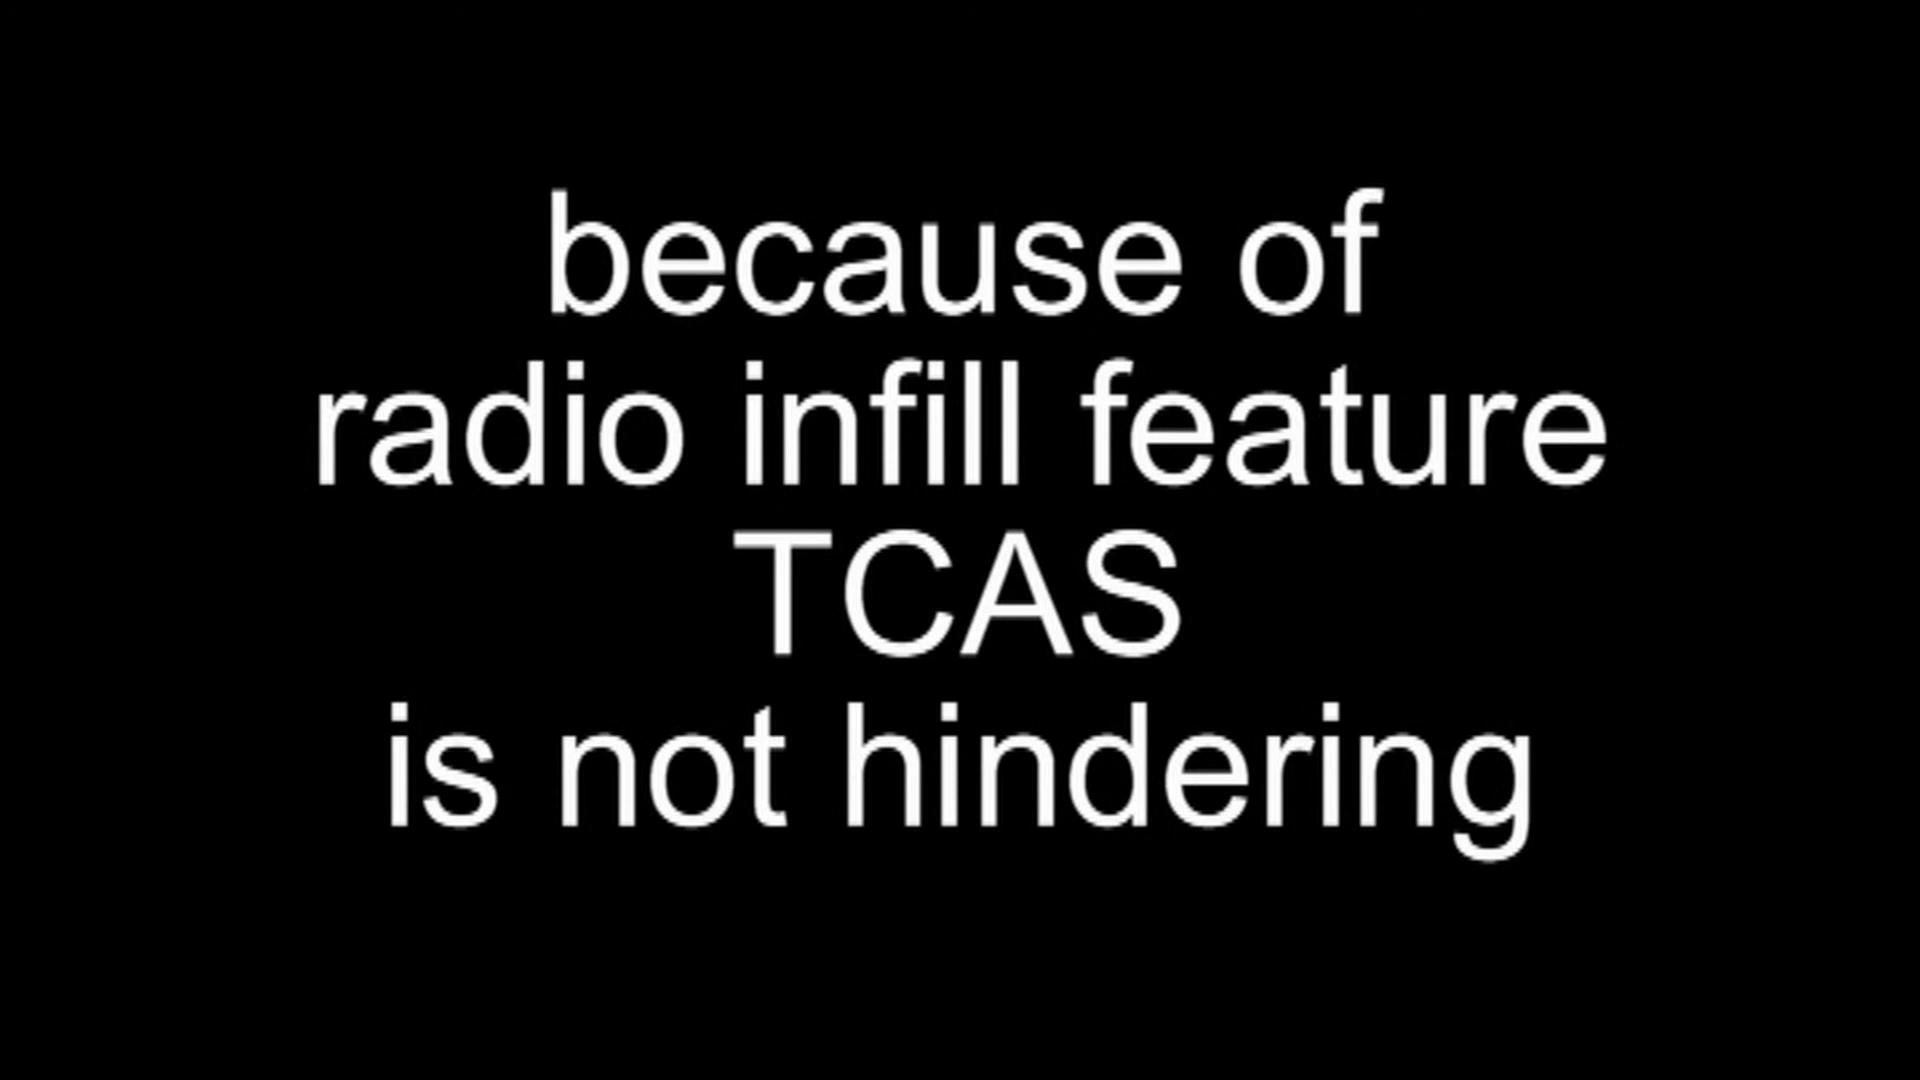 because of
radio infill feature
TCAS
is not hindering